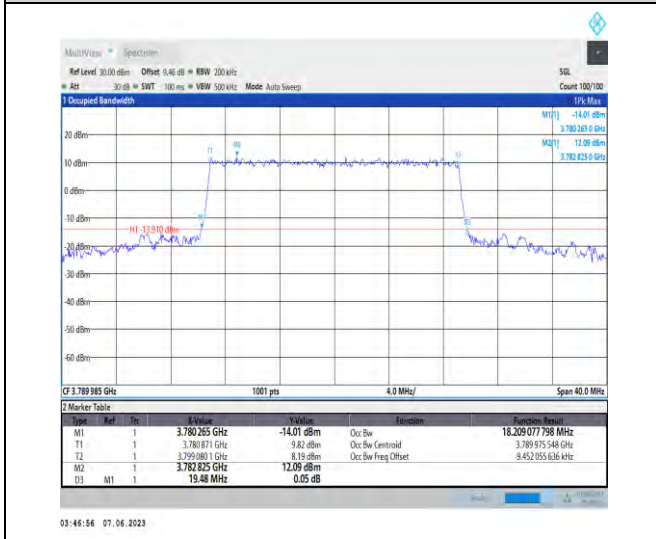 MultiView Spectrum
Ref Level 30.00 dBm Offset 9.46 dB RBW 200 kHz SGL
Att 30 dB SWT 100 ms VBW 500 kHz Mode Auto Sweep Count 100/100
1 Occupied Bandwidth 1Pk Max
M1[1] -14.01 dBm
3.780 265 0 GHz
M2[1] 12.09 dBm
3.782 825 0 GHz
20 dBm
T1 M2 T2
10 dBm
0 dBm
-10 dBm
M1 D3
H1 -13.910 dBm
-20 dBm
-30 dBm
-40 dBm
-50 dBm
-60 dBm
CF 3.789 985 GHz 1001 pts 4.0 MHz/ Span 40.0 MHz
2 Marker Table
Type Ref Trc X-Value Y-Value Function Function Result
M1 1 3.780 265 GHz -14.01 dBm Occ Bw 18.209 077 798 MHz
T1 1 3.780 871 GHz 9.82 dBm Occ Bw Centroid 3.789 975 548 GHz
T2 1 3.799 080 1 GHz 8.19 dBm Occ Bw Freq Offset -9.452 055 636 kHz
M2 1 3.782 825 GHz 12.09 dBm
D3 M1 1 19.48 MHz 0.05 dB
03:46:56 07.06.2023